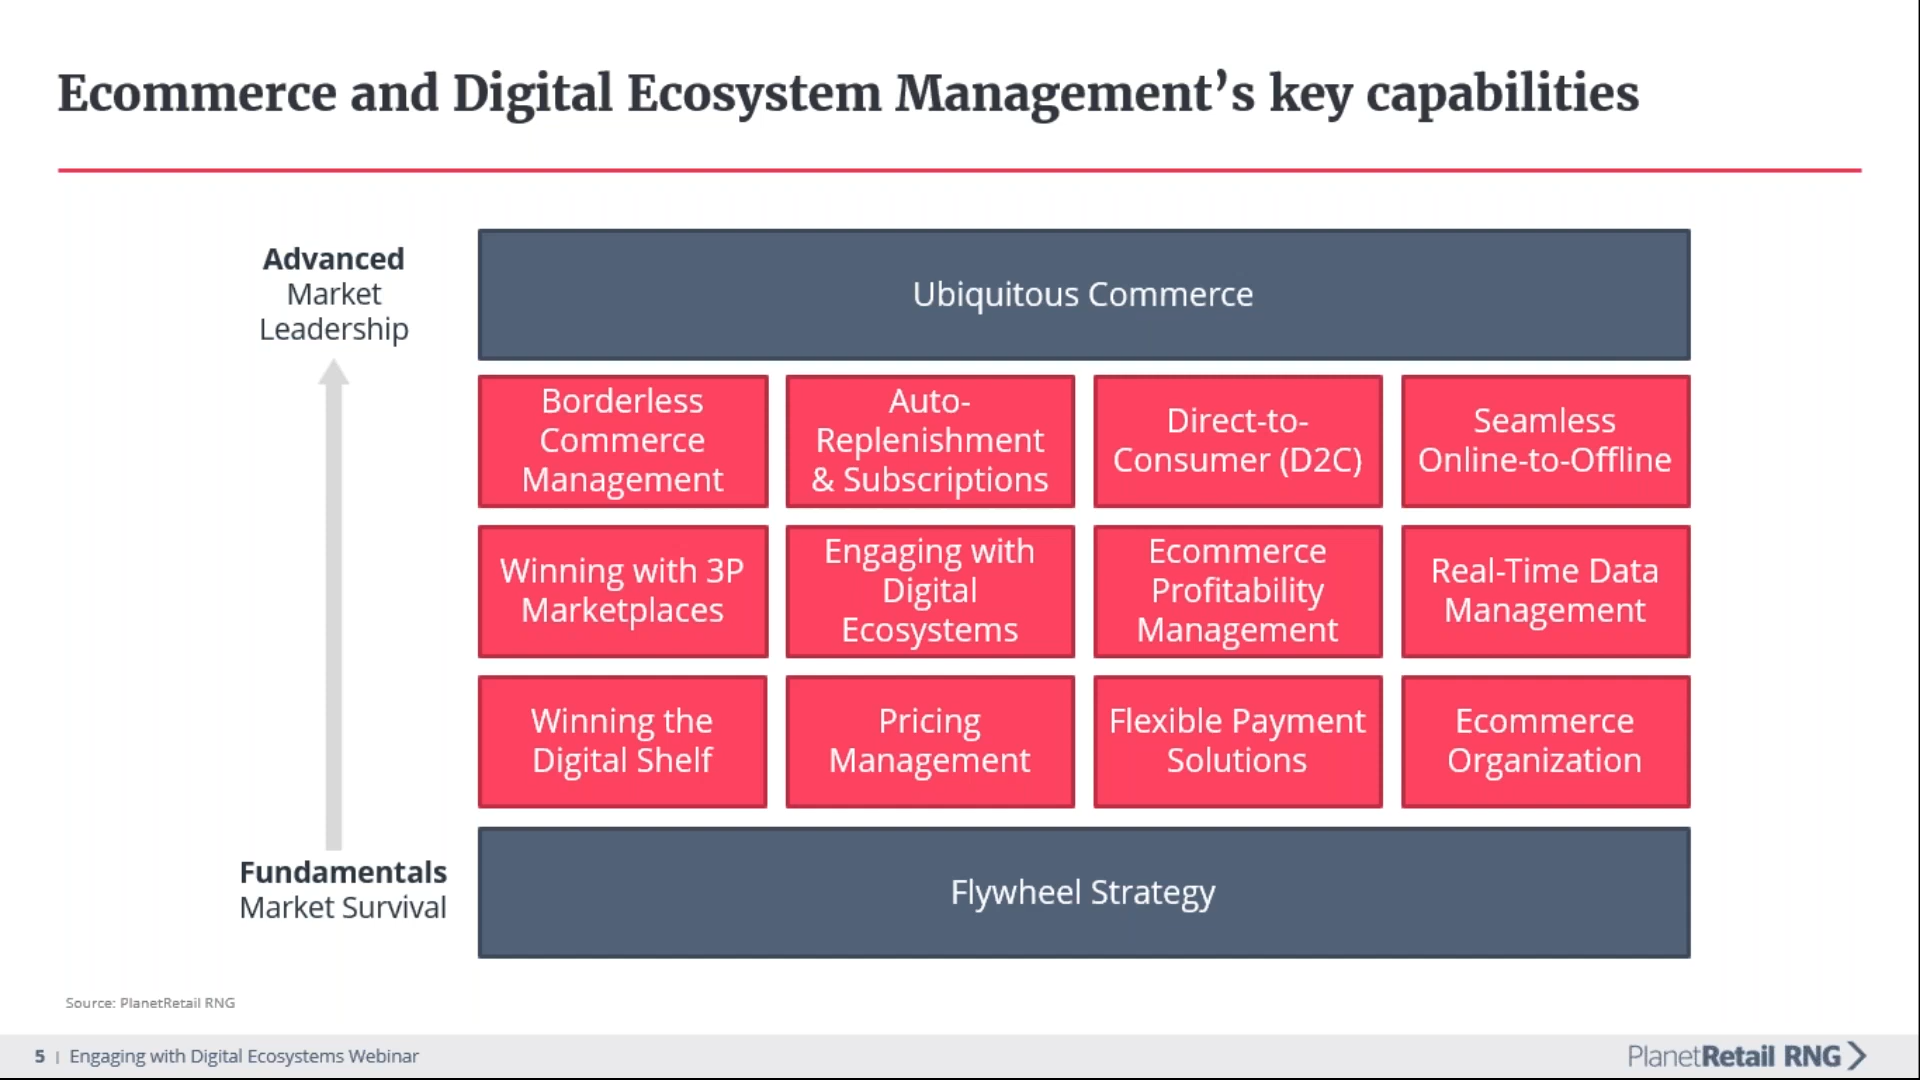 Ecommerce and Digital Ecosystem Management’s key capabilities
Advanced
Market
Leadership
Ubiquitous Commerce
Borderless
Commerce
Management
Auto-
Replenishment
& Subscriptions
Direct-to-
Consumer (D2C)
Seamless
Online-to-Offline
Winning with 3P
Marketplaces
Engaging with
Digital
Ecosystems
Ecommerce
Profitability
Management
Real-Time Data
Management
Winning the
Digital Shelf
Pricing
Management
Flexible Payment
Solutions
Ecommerce
Organization
Fundamentals
Market Survival
Flywheel Strategy
Source: PlanetRetail RNG
5 | Engaging with Digital Ecosystems Webinar
PlanetRetail RNG